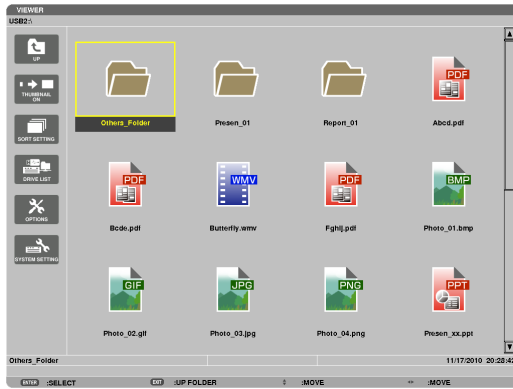 VIEWER
USB2:\
UP
THUMBNAIL
ON
SORT SETTING
DRIVE LIST
OPTIONS
SYSTEM SETTING
Others_Folder
Presen_01
Report_01
PDF
Abcd.pdf
PDF
Bcde.pdf
WMV
Butterfly.wmv
PDF
Fghij.pdf
BMP
Photo_01.bmp
GIF
Photo_02.gif
JPG
Photo_03.jpg
PNG
Photo_04.png
PPT
Presen_xx.ppt
Others_Folder
11/17/2010 20:28:42
ENTER :SELECT
EXIT :UP FOLDER
:MOVE
:MOVE